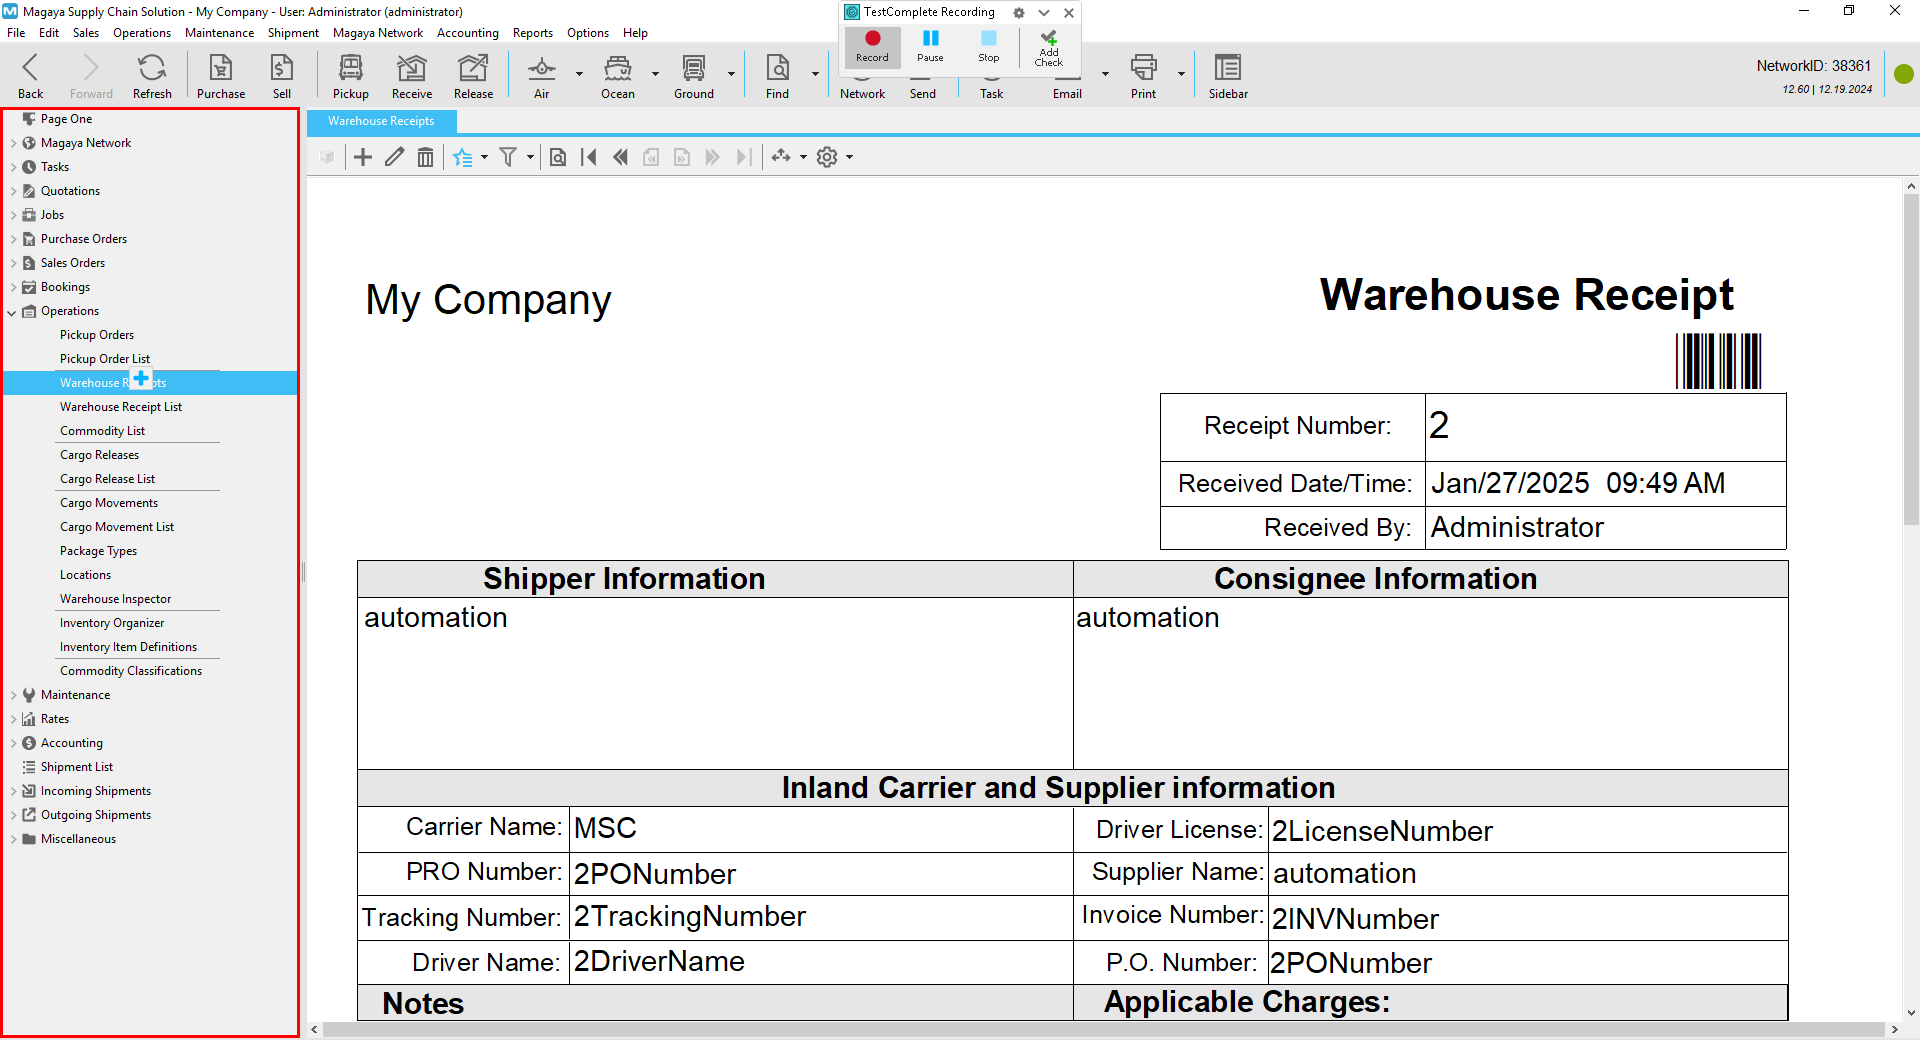 Magaya Supply Chain Solution - My Company - User: Administrator (administrator)
TestComplete Recording
File Edit Sales Operations Maintenance Shipment Magaya Network Accounting Reports Options Help
Record Pause Stop Add Check
Back Forward Refresh Purchase Sell Pickup Receive Release Air Ocean Ground Find Network Send Task Email Print Sidebar
NetworkID: 38361
12.60 | 12.19.2024
Page One
Magaya Network
Tasks
Quotations
Jobs
Purchase Orders
Sales Orders
Bookings
Operations
Pickup Orders
Pickup Order List
Warehouse R pts
Warehouse Receipt List
Commodity List
Cargo Releases
Cargo Release List
Cargo Movements
Cargo Movement List
Package Types
Locations
Warehouse Inspector
Inventory Organizer
Inventory Item Definitions
Commodity Classifications
Maintenance
Rates
Accounting
Shipment List
Incoming Shipments
Outgoing Shipments
Miscellaneous
Warehouse Receipts
My Company
Warehouse Receipt
Receipt Number: 2
Received Date/Time: Jan/27/2025 09:49 AM
Received By: Administrator
Shipper Information Consignee Information
automation automation
Inland Carrier and Supplier information
Carrier Name: MSC Driver License: 2LicenseNumber
PRO Number: 2PONumber Supplier Name: automation
Tracking Number: 2TrackingNumber Invoice Number: 2INVNumber
Driver Name: 2DriverName P.O. Number: 2PONumber
Notes Applicable Charges: